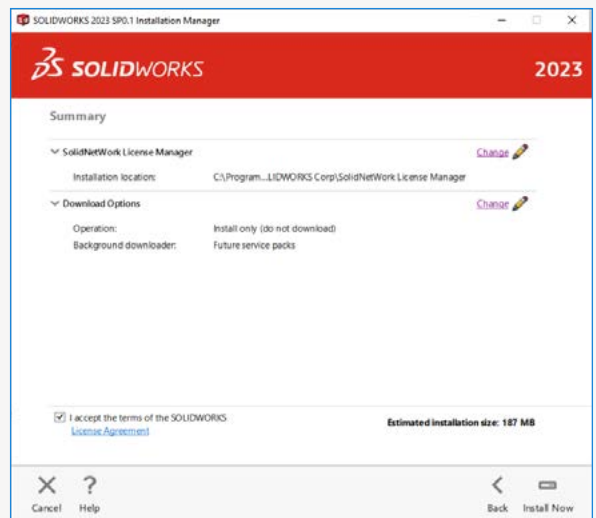 SOLIDWORKS 2023 SP0.1 Installation Manager
SOLIDWORKS 2023
Summary
SolidNetWork License Manager Change
Installation location: C:\Program...LIDWORKS Corp\SolidNetWork License Manager
Download Options Change
Operation: Install only (do not download)
Background downloader: Future service packs
I accept the terms of the SOLIDWORKS
License Agreement
Estimated installation size: 187 MB
Cancel Help Back Install Now